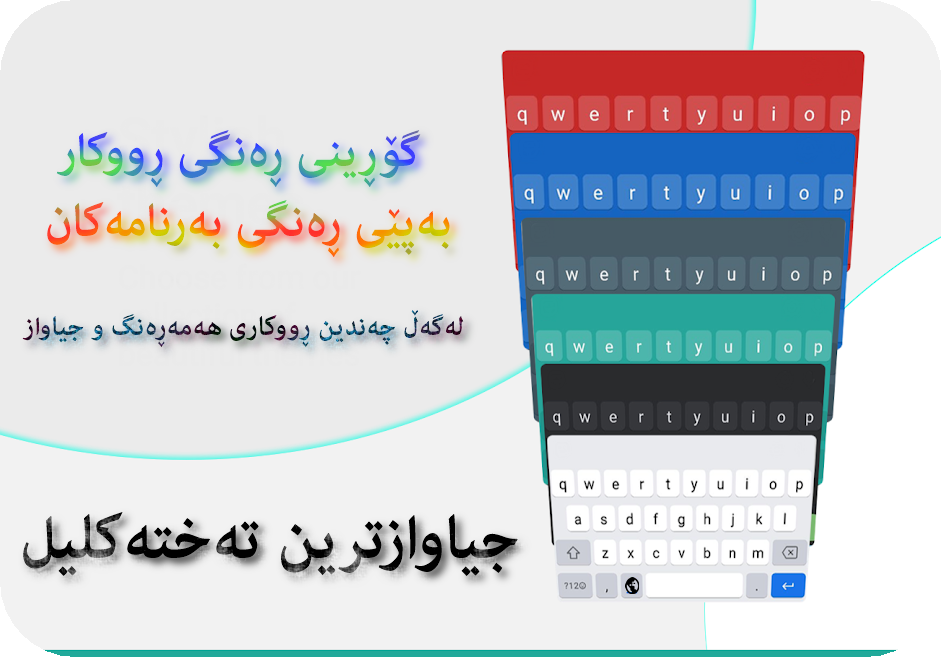 گۆڕینی ڕەنگی ڕووکار
بەپێی ڕەنگی بەرنامەکان
لەگەڵ چەندین ڕووکاری هەمەڕەنگ و جیاواز
جیاوازترین تەختەکلیل
q w e r t y u i o p
q w e r t y u i o p
q w e r t y u i o p
q w e r t y u i o p
q w e r t y u i o p
q w e r t y u i o p
a s d f g h j k l
z x c v b n m
?12☺ , .